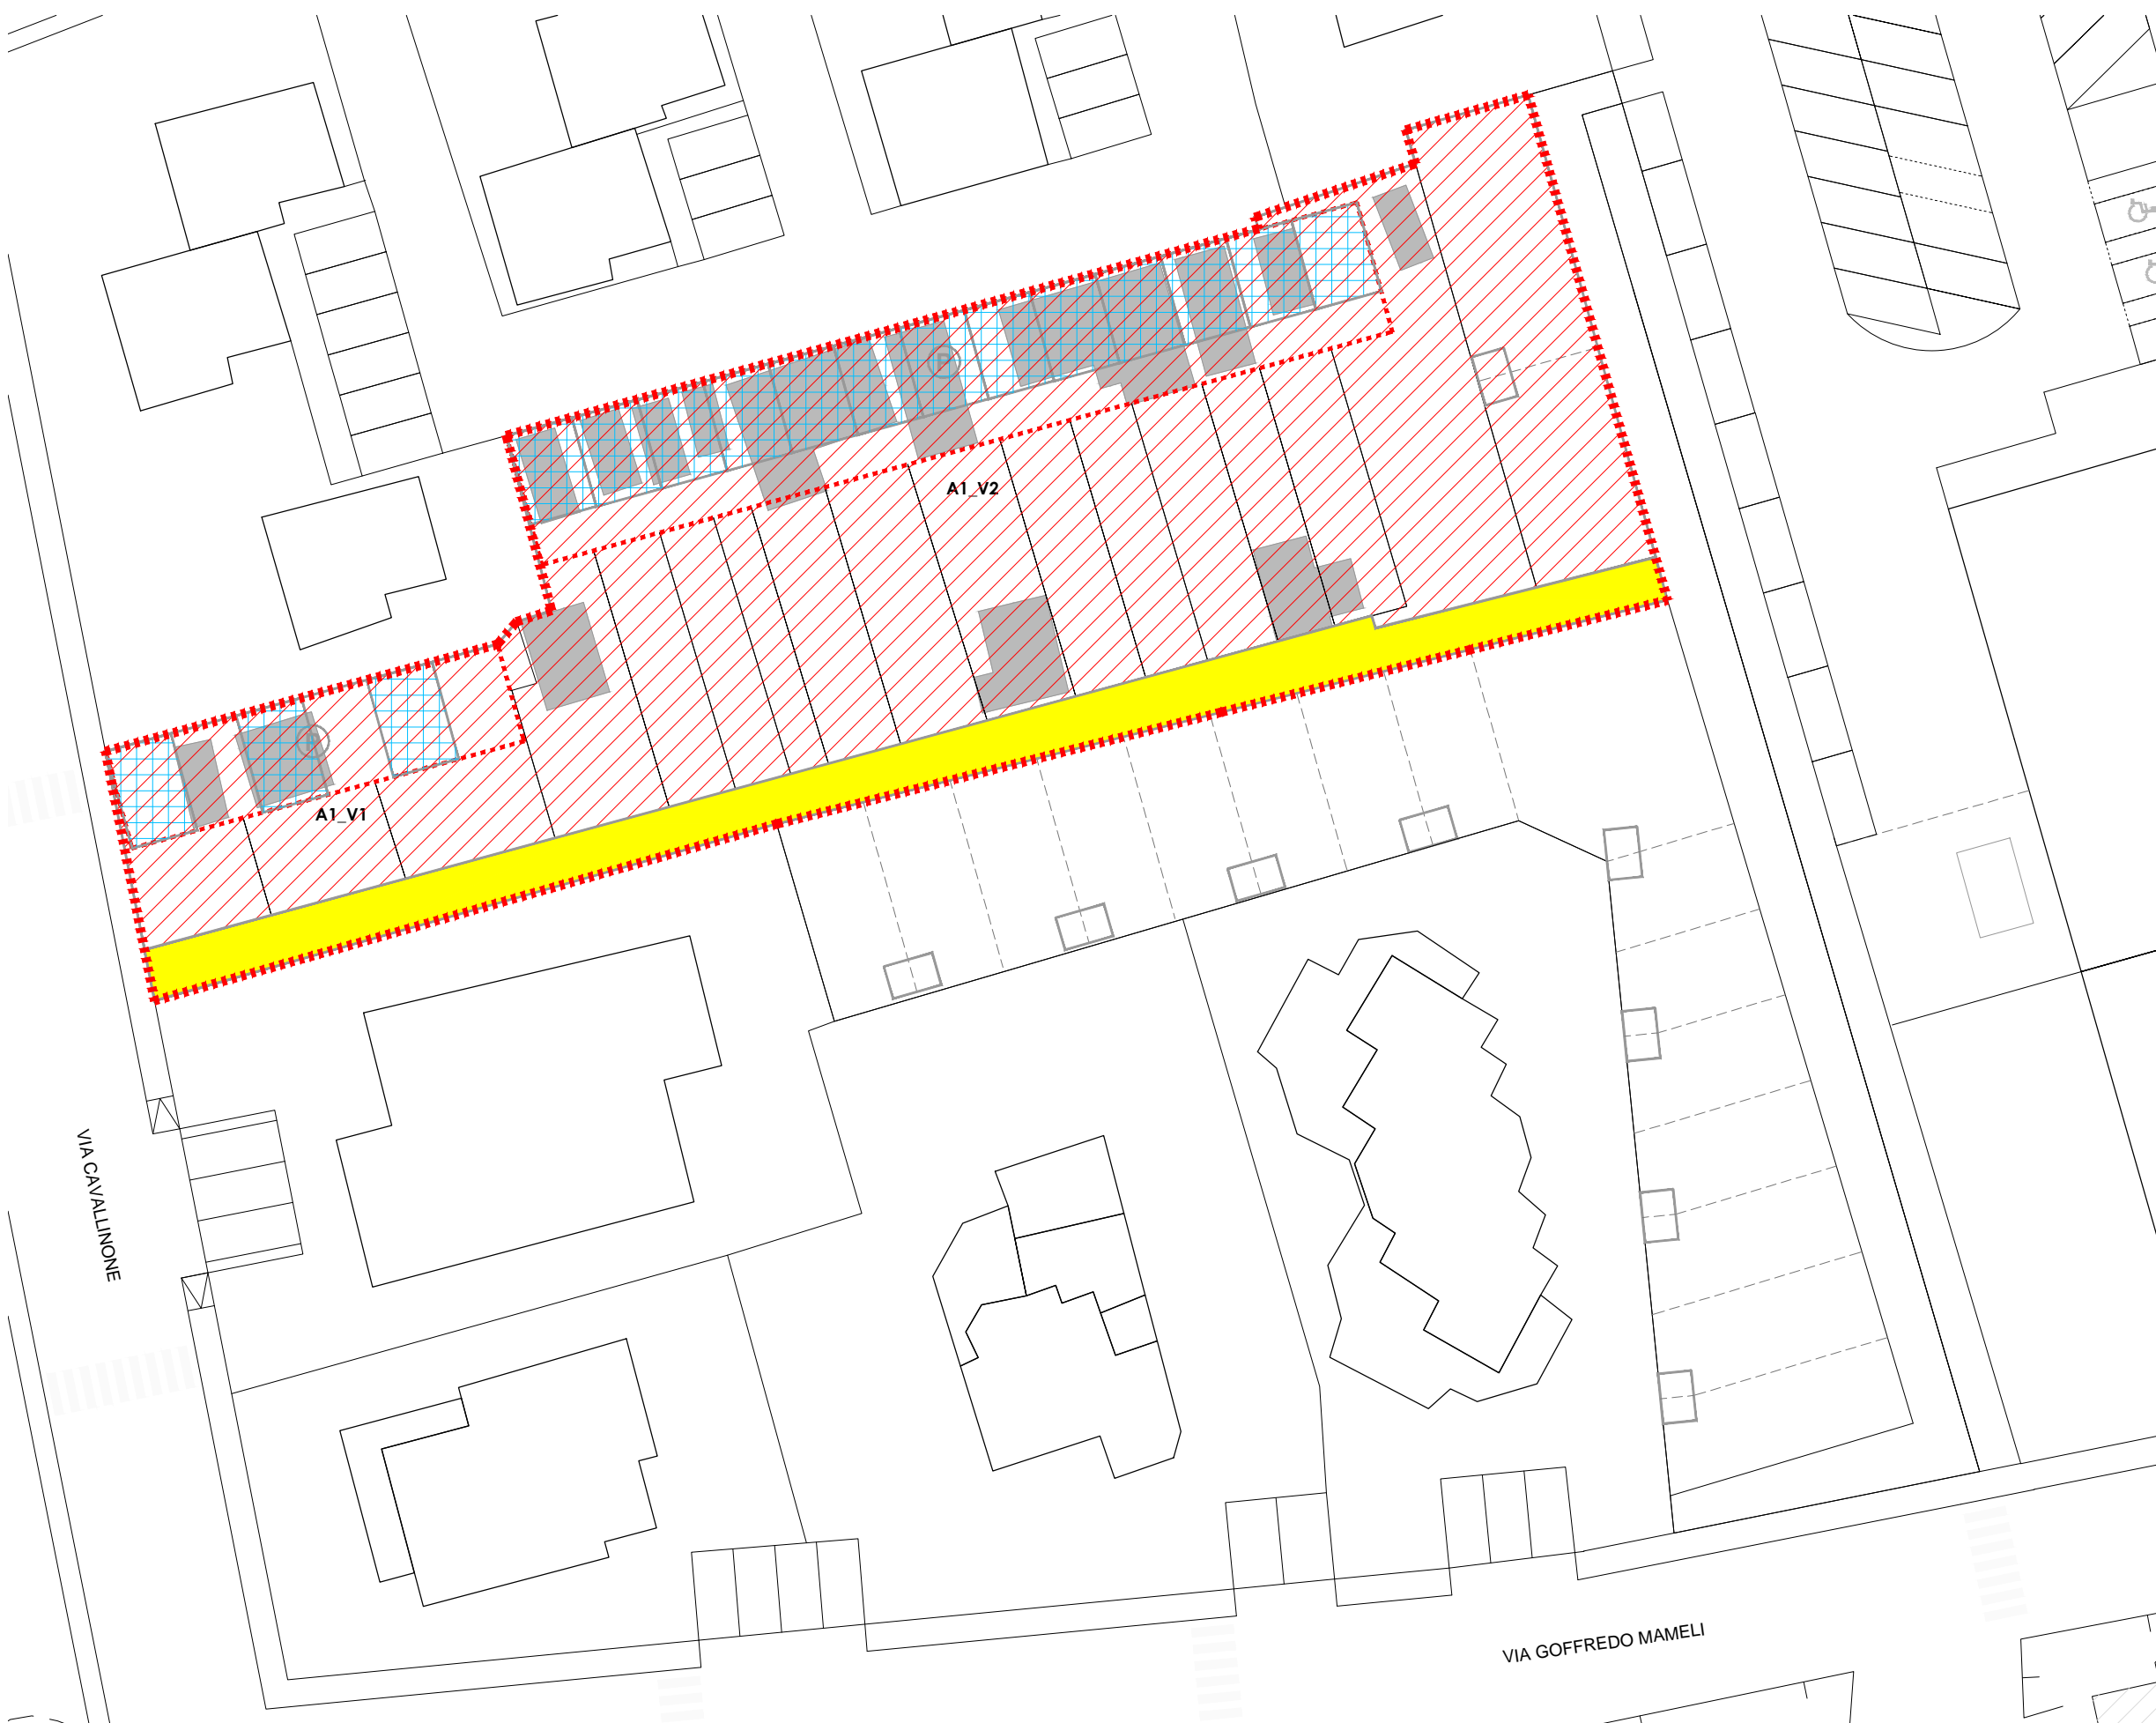 P
A1_V2
P
A1_V1
VIA CAVALLINONE
VIA GOFFREDO MAMELI